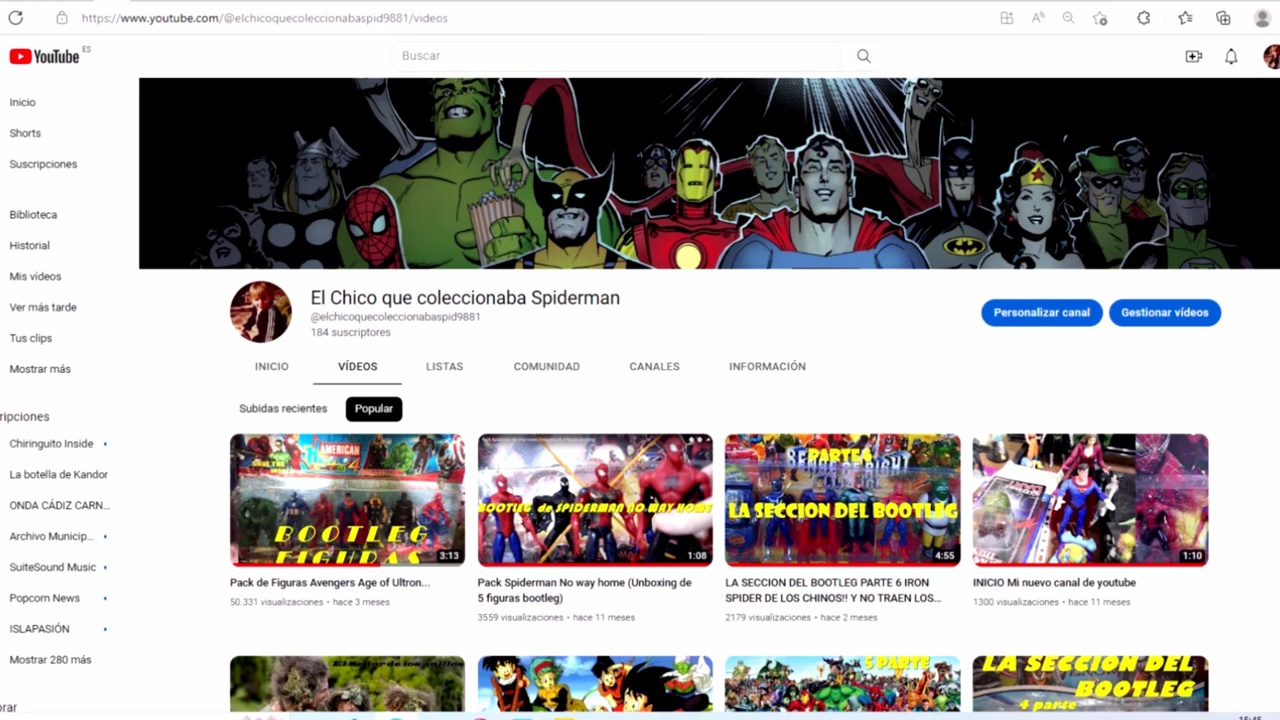 https://www.youtube.com/@elchicoquecoleccionabaspid9881/videos
YouTube ES
Buscar
Inicio
Shorts
Suscripciones
Biblioteca
Historial
Mis vídeos
Ver más tarde
Tus clips
Mostrar más
El Chico que coleccionaba Spiderman
@elchicoquecoleccionabaspid9881
184 suscriptores
Personalizar canal
Gestionar vídeos
INICIO
VÍDEOS
LISTAS
COMUNIDAD
CANALES
INFORMACIÓN
Subidas recientes
Popular
ripciones
Chiringuito Inside
La botella de Kandor
ONDA CÁDIZ CARN...
Archivo Municip...
SuiteSound Music
Popcorn News
ISLAPASIÓN
Mostrar 280 más
AMERICAN
BOOTLEG
FIGURAS
3:13
Pack de Figuras Avengers Age of Ultron...
50.331 visualizaciones • hace 3 meses
BOOTLEG de SPIDERMAN NO WAY HOME
1:08
Pack Spiderman No way home (Unboxing de
5 figuras bootleg)
3559 visualizaciones • hace 11 meses
LA SECCION DEL BOOTLEG
4:55
LA SECCION DEL BOOTLEG PARTE 6 IRON
SPIDER DE LOS CHINOS!! Y NO TRAEN LOS...
2179 visualizaciones • hace 2 meses
1:10
INICIO Mi nuevo canal de youtube
1300 visualizaciones • hace 11 meses
El señor de los anillos
5 PARTE
LA SECCION DEL
BOOTLEG
4 parte